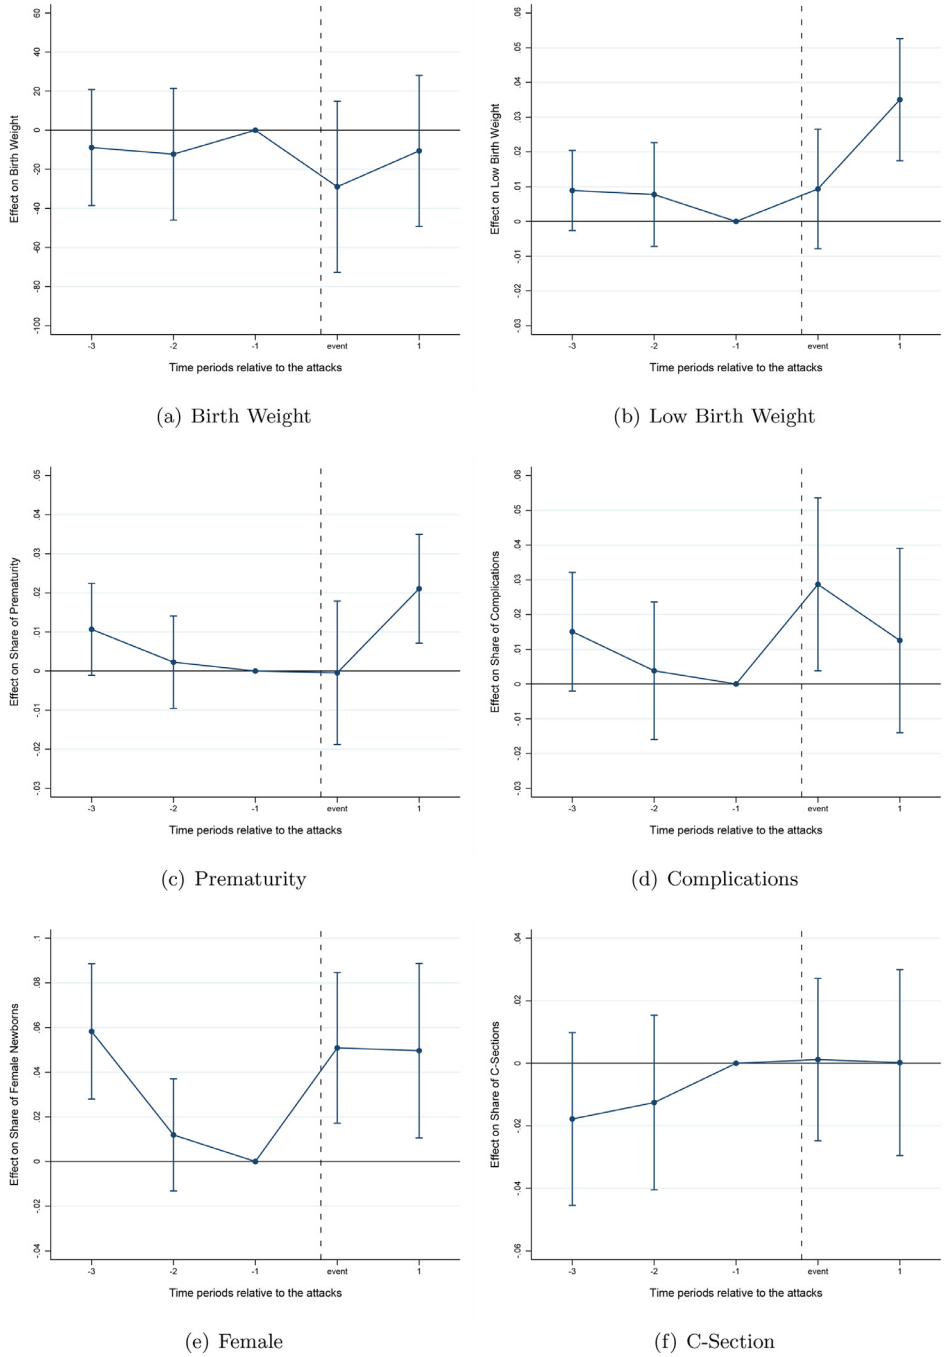 60
40
20
0
-20
-40
-60
-80
-100
Effect on Birth Weight
-3 -2 -1 event 1
Time periods relative to the attacks
(a) Birth Weight
.06
.05
.04
.03
.02
.01
0
-.01
-.02
-.03
Effect on Low Birth Weight
-3 -2 -1 event 1
Time periods relative to the attacks
(b) Low Birth Weight
.05
.04
.03
.02
.01
0
-.01
-.02
-.03
Effect on Share of Prematurity
-3 -2 -1 event 1
Time periods relative to the attacks
(c) Prematurity
.06
.05
.04
.03
.02
.01
0
-.01
-.02
-.03
Effect on Share of Complications
-3 -2 -1 event 1
Time periods relative to the attacks
(d) Complications
.1
.08
.06
.04
.02
0
-.02
-.04
Effect on Share of Female Newborns
-3 -2 -1 event 1
Time periods relative to the attacks
(e) Female
.04
.02
0
-.02
-.04
-.06
Effect on Share of C-Sections
-3 -2 -1 event 1
Time periods relative to the attacks
(f) C-Section